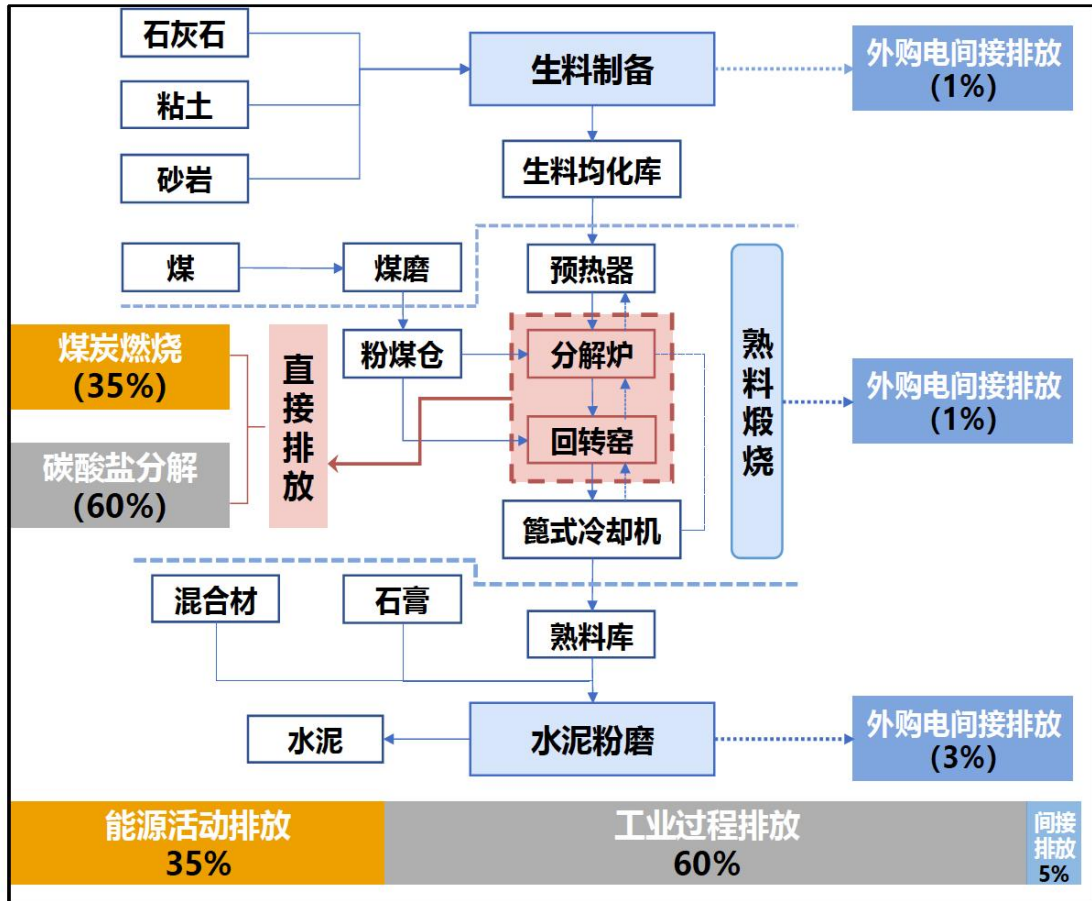 石灰石
粘土
砂岩
生料制备
外购电间接排放
(1%)
生料均化库
煤
煤磨
预热器
粉煤仓
分解炉
回转窑
篦式冷却机
熟料煅烧
外购电间接排放
(1%)
煤炭燃烧
(35%)
碳酸盐分解
(60%)
直接排放
混合材
石膏
熟料库
水泥
水泥粉磨
外购电间接排放
(3%)
能源活动排放
35%
工业过程排放
60%
间接
排放
5%